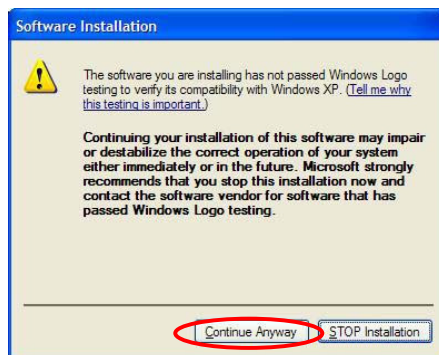 Software Installation
The software you are installing has not passed Windows Logo
testing to verify its compatibility with Windows XP. (Tell me why
this testing is important.)
Continuing your installation of this software may impair
or destabilize the correct operation of your system
either immediately or in the future. Microsoft strongly
recommends that you stop this installation now and
contact the software vendor for software that has
passed Windows Logo testing.
Continue Anyway
STOP Installation